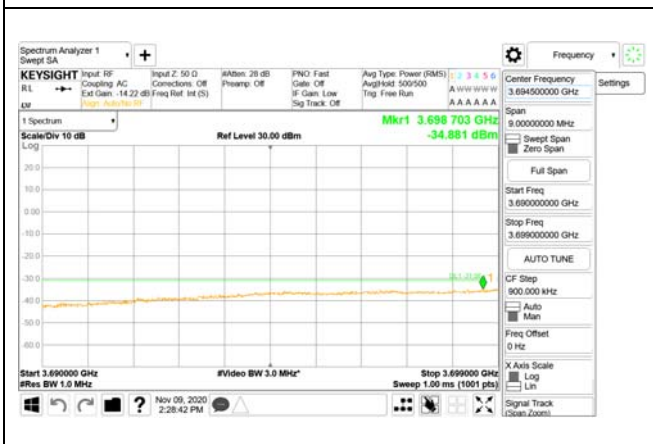 Spectrum Analyzer 1
Swept SA
+
Frequency
KEYSIGHT
RL
Input: RF
Coupling: AC
Ext Gain: -14.22 dB
Align: Auto/No RF
Input Z: 50 Ω
Corrections: Off
Freq Ref: Int (S)
#Atten: 28 dB
Preamp: Off
PNO: Fast
Gate: Off
IF Gain: Low
Sig Track: Off
Avg Type: Power (RMS)
Avg|Hold: 500/500
Trig: Free Run
1 2 3 4 5 6
A W W W W W
A A A A A A
1 Spectrum
Scale/Div 10 dB
Log
Ref Level 30.00 dBm
Mkr1 3.698 703 GHz
-34.881 dBm
20.0
10.0
0.00
-10.0
-20.0
-30.0
-40.0
-50.0
-60.0
1
Start 3.690000 GHz
#Res BW 1.0 MHz
#Video BW 3.0 MHz*
Stop 3.699000 GHz
Sweep 1.00 ms (1001 pts)
?
Nov 09, 2020
2:28:42 PM
Center Frequency
3.694500000 GHz
Settings
Span
9.00000000 MHz
Swept Span
Zero Span
Full Span
Start Freq
3.690000000 GHz
Stop Freq
3.699000000 GHz
AUTO TUNE
CF Step
900.000 kHz
Auto
Man
Freq Offset
0 Hz
X Axis Scale
Log
Lin
Signal Track
(Span Zoom)